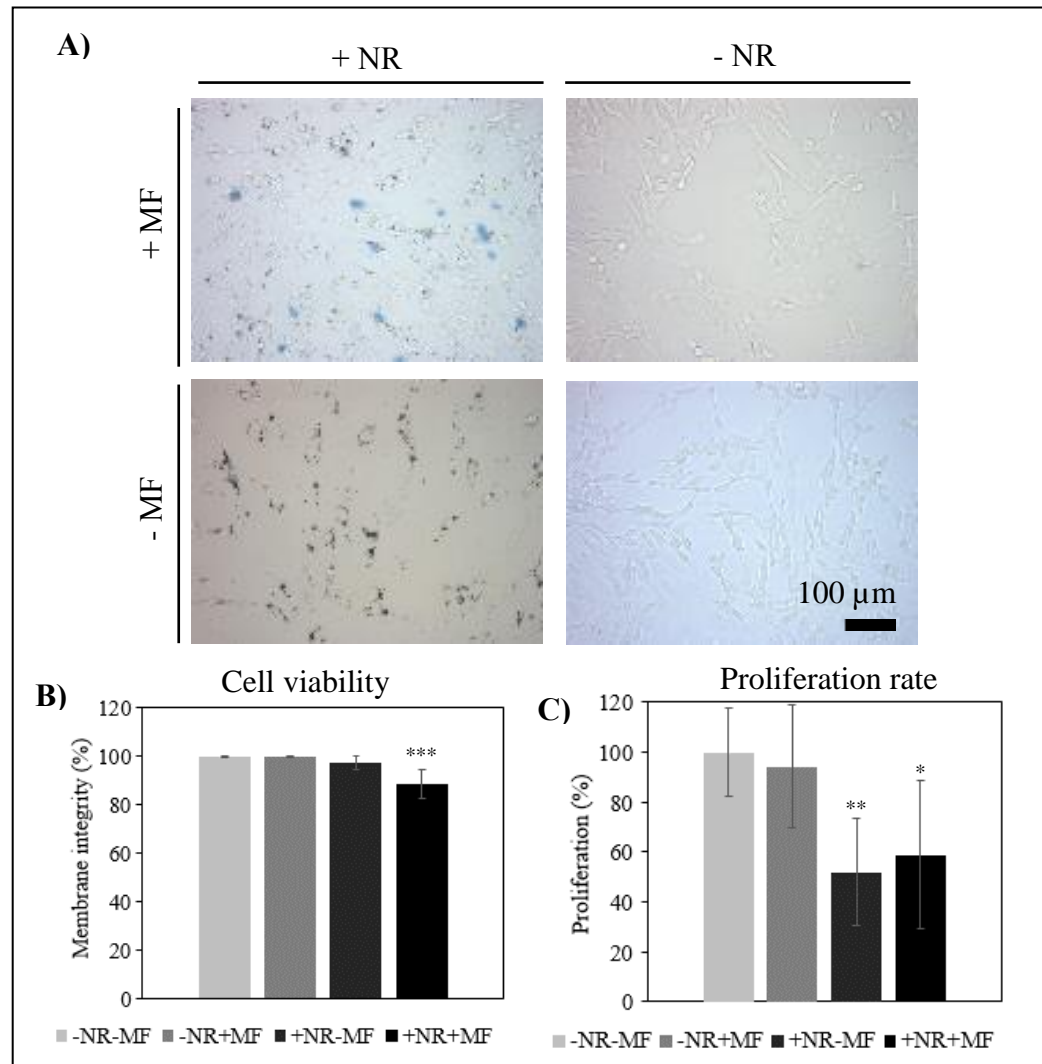 A)
+ NR
- NR
+ MF
- MF
100 µm
B)
Cell viability
Membrane integrity (%)
120
100
80
60
40
20
0
***
-NR-MF -NR+MF +NR-MF +NR+MF
C)
Proliferation rate
Proliferation (%)
120
100
80
60
40
20
0
**
*
-NR-MF -NR+MF +NR-MF +NR+MF